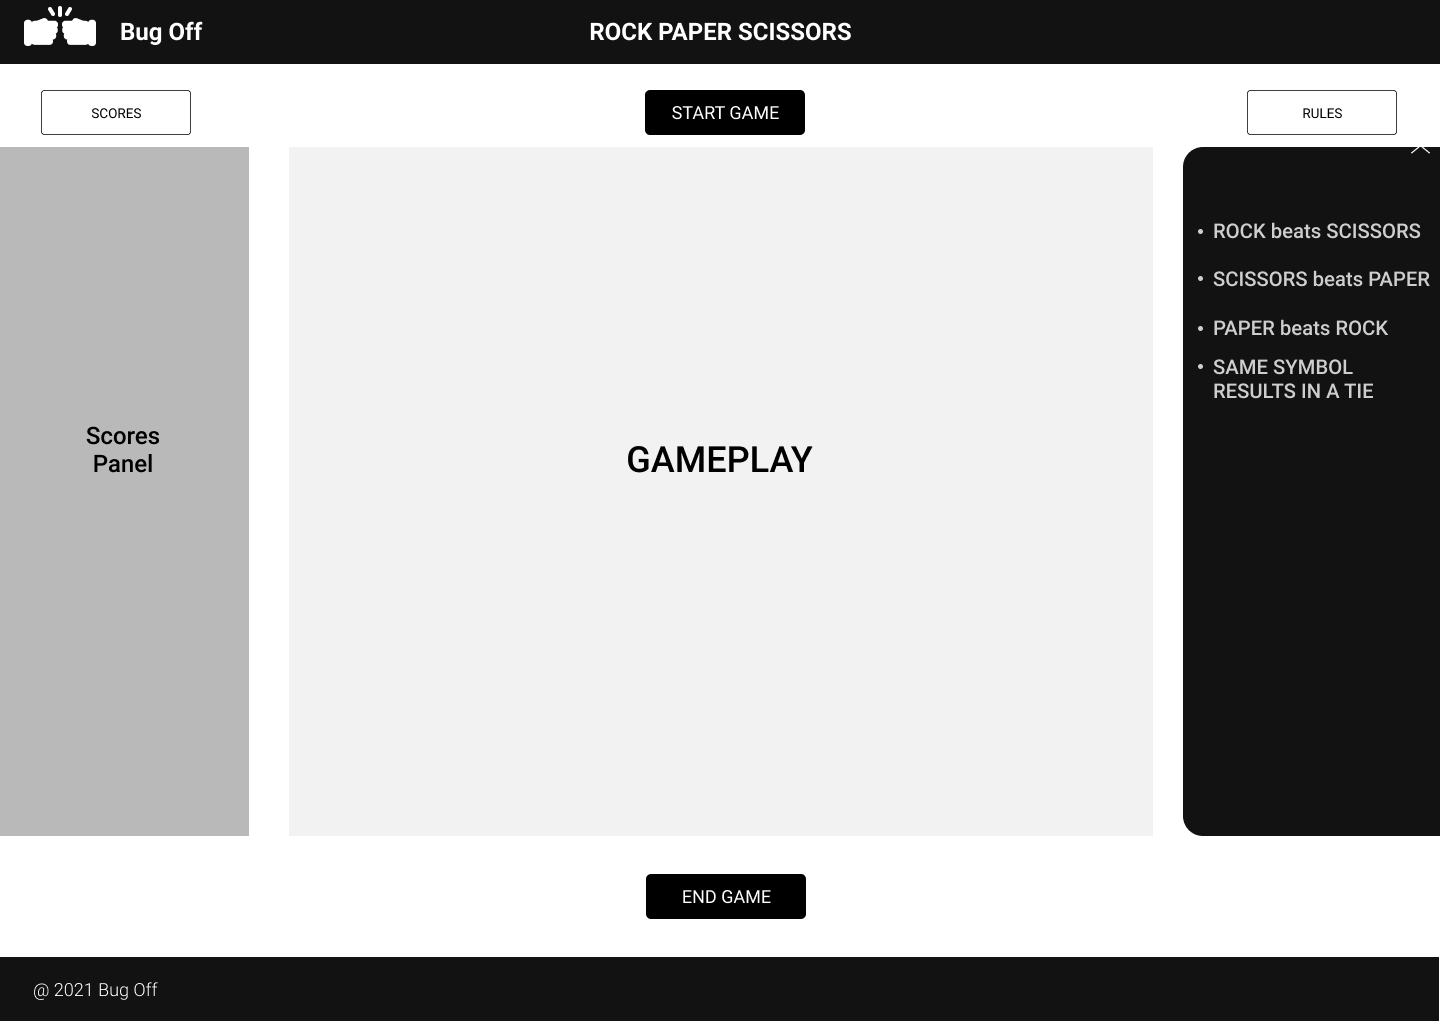 Bug Off
ROCK PAPER SCISSORS
SCORES
START GAME
RULES
• ROCK beats SCISSORS
• SCISSORS beats PAPER
• PAPER beats ROCK
• SAME SYMBOL
RESULTS IN A TIE
Scores
Panel
GAMEPLAY
END GAME
@ 2021 Bug Off